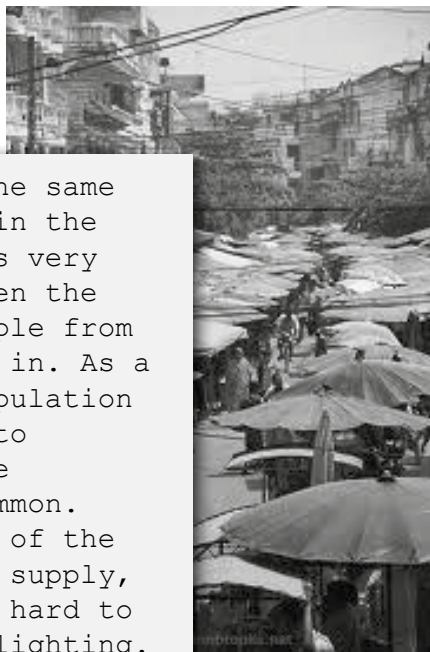 ne same
in the
s very
en the
ple from
in. As a
pulation
to
e
mmon.
of the
supply,
hard to
lighting.